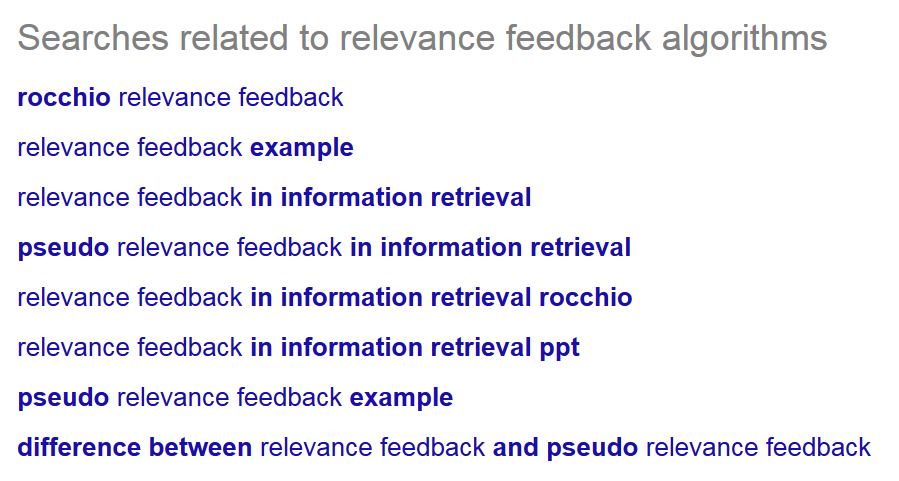 Searches related to relevance feedback algorithms
rocchio relevance feedback
relevance feedback example
relevance feedback in information retrieval
pseudo relevance feedback in information retrieval
relevance feedback in information retrieval rocchio
relevance feedback in information retrieval ppt
pseudo relevance feedback example
difference between relevance feedback and pseudo relevance feedback